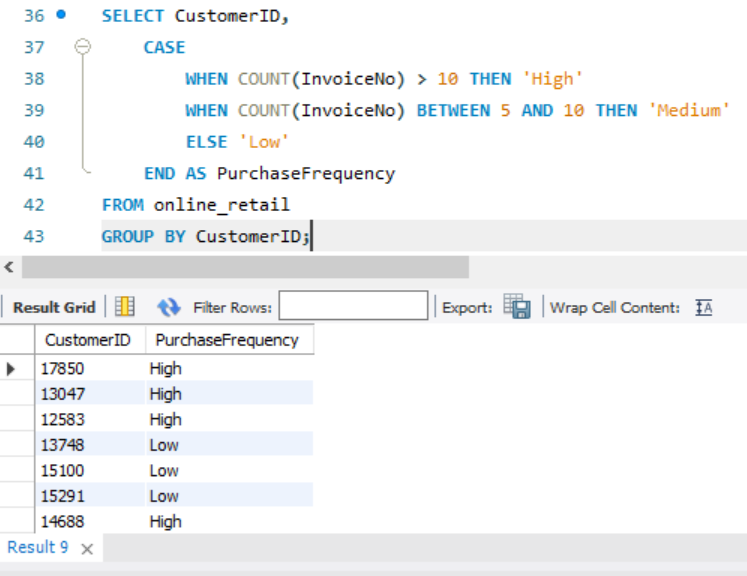 36 SELECT CustomerID,
37 CASE
38 WHEN COUNT(InvoiceNo) > 10 THEN 'High'
39 WHEN COUNT(InvoiceNo) BETWEEN 5 AND 10 THEN 'Medium'
40 ELSE 'Low'
41 END AS PurchaseFrequency
42 FROM online_retail
43 GROUP BY CustomerID;
Result Grid Filter Rows: Export: Wrap Cell Content: IA
CustomerID PurchaseFrequency
17850 High
13047 High
12583 High
13748 Low
15100 Low
15291 Low
14688 High
Result 9 ×